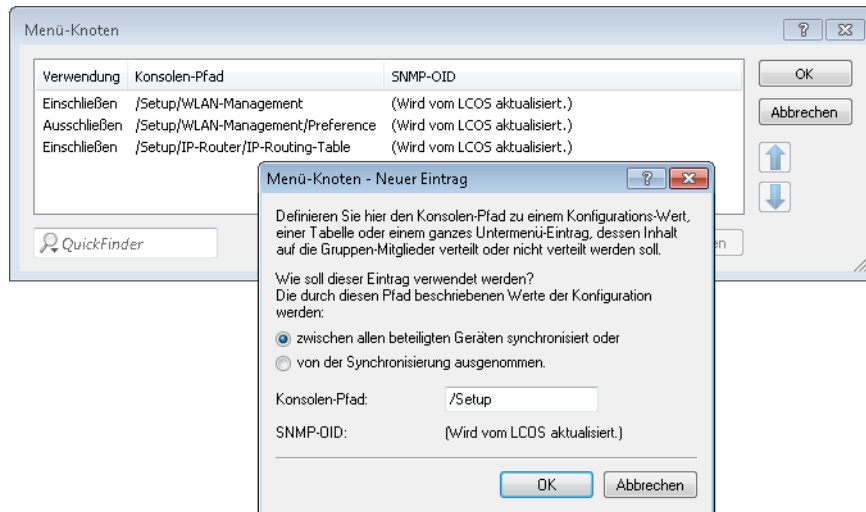 Menü-Knoten
Verwendung Konsolen-Pfad SNMP-OID
Einschließen /Setup/WLAN-Management (Wird vom LCOS aktualisiert.)
Ausschließen /Setup/WLAN-Management/Preference (Wird vom LCOS aktualisiert.)
Einschließen /Setup/IP-Router/IP-Routing-Table (Wird vom LCOS aktualisiert.)
OK
Abbrechen
QuickFinder
Menü-Knoten - Neuer Eintrag
Definieren Sie hier den Konsolen-Pfad zu einem Konfigurations-Wert,
einer Tabelle oder einem ganzes Untermenü-Eintrag, dessen Inhalt
auf die Gruppen-Mitglieder verteilt oder nicht verteilt werden soll.
Wie soll dieser Eintrag verwendet werden?
Die durch diesen Pfad beschriebenen Werte der Konfiguration
werden:
zwischen allen beteiligten Geräten synchronisiert oder
von der Synchronisierung ausgenommen.
Konsolen-Pfad: /Setup
SNMP-OID: (Wird vom LCOS aktualisiert.)
OK Abbrechen